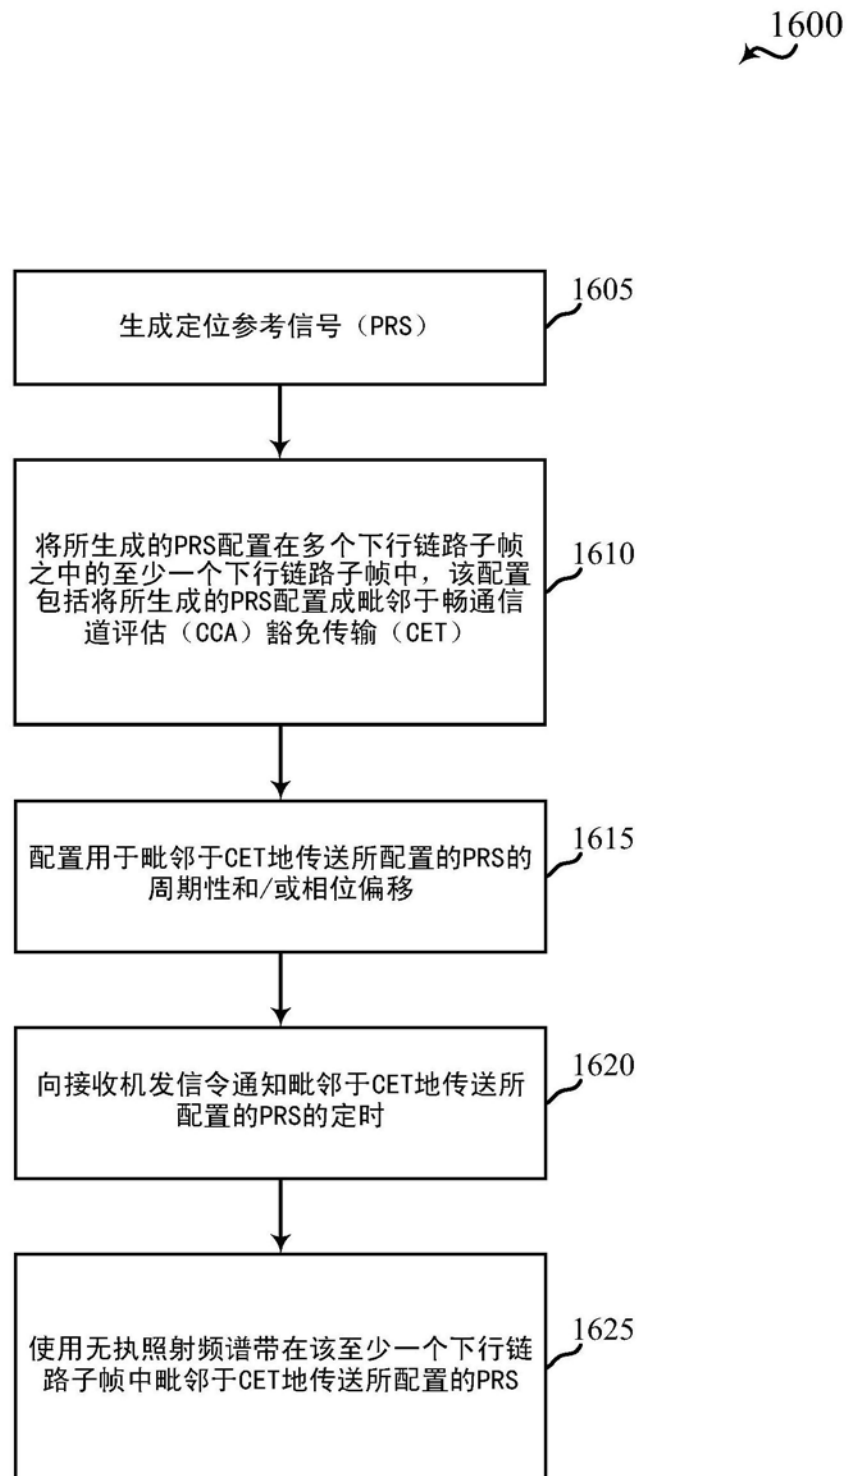 1600
1605
生成定位参考信号（PRS）
将所生成的PRS配置在多个下行链路子帧
之中的至少一个下行链路子帧中，该配置
包括将所生成的PRS配置成毗邻于畅通信
道评估（CCA）豁免传输（CET）
1610
配置用于毗邻于CET地传送所配置的PRS的
周期性和/或相位偏移
1615
向接收机发信令通知毗邻于CET地传送所
配置的PRS的定时
1620
使用无执照射频谱带在该至少一个下行链
路子帧中毗邻于CET地传送所配置的PRS
1625